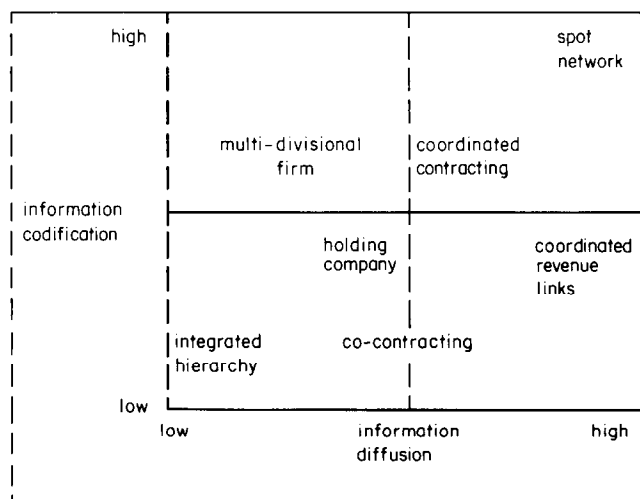 high
spot
network
multi-divisional
firm
coordinated
contracting
information
codification
holding
company
coordinated
revenue
links
integrated
hierarchy
co-contracting
low
low
information
diffusion
high